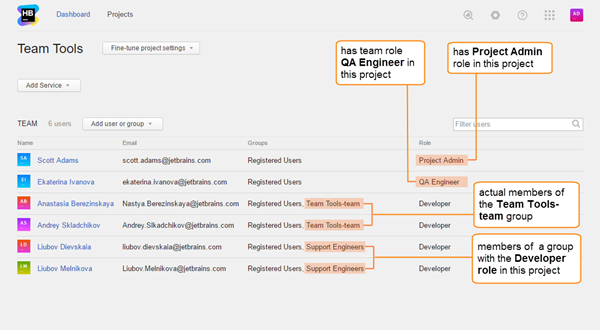 HB
Dashboard Projects
AD
Team Tools Fine-tune project settings
has team role
QA Engineer in
this project
has Project Admin
role in this project
Add Service
TEAM 6 users Add user or group Filter users
Name Email Groups Role
SA Scott Adams scott.adams@jetbrains.com Registered Users Project Admin
EI Ekaterina Ivanova ekaterina.ivanova@jetbrains.com Registered Users QA Engineer
AB Anastasia Berezinskaya Nastya.Berezinskaya@jetbrains.com Registered Users, Team Tools-team Developer
AS Andrey Skladchikov Andrey.Slkadchikov@jetbrains.com Registered Users, Team Tools-team Developer
LD Liubov Dievskaia liubov.dievskaja@jetbrains.com Registered Users, Support Engineers Developer
LM Liubov Melnikova Liubov.Melnikova@jetbrains.com Registered Users, Support Engineers Developer
actual members of
the Team Tools-
team group
members of a group
with the Developer
role in this project